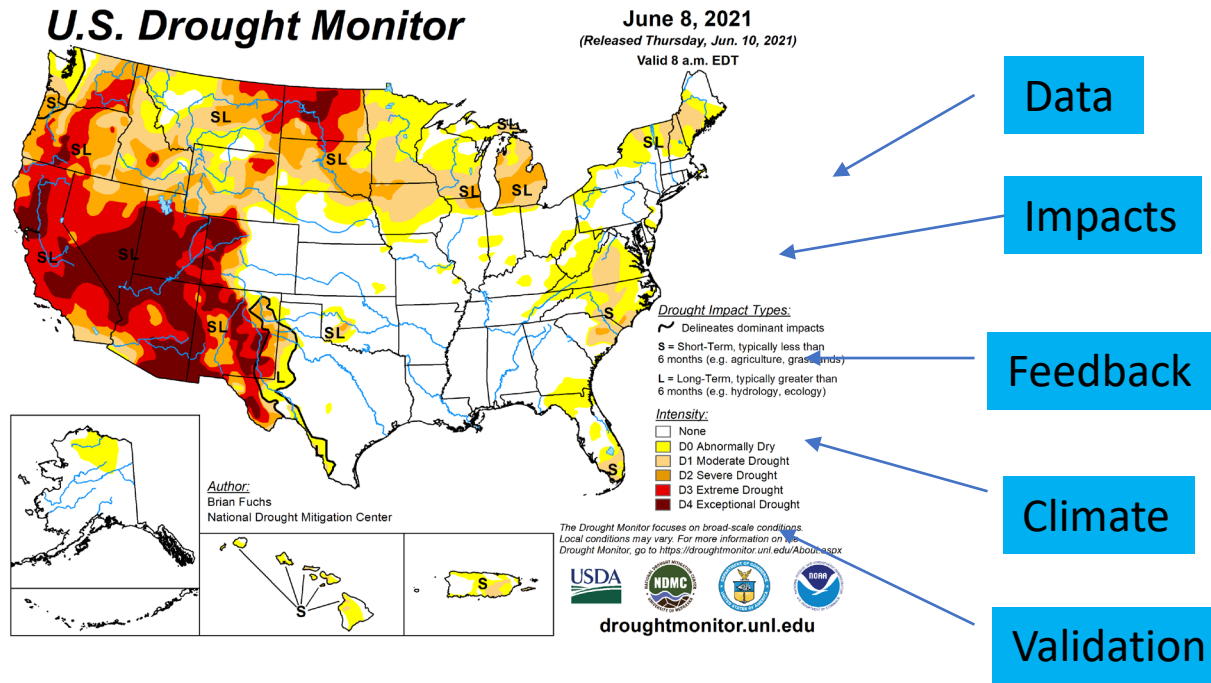 U.S. Drought Monitor
June 8, 2021
(Released Thursday, Jun. 10, 2021)
Valid 8 a.m. EDT
Data
Impacts
Feedback
Climate
Validation
S
SL
SL
SL
SL
SL
SL
SL
SL
SL
SL
SL
L
L
S
S
Drought Impact Types:
Delineates dominant impacts
S = Short-Term, typically less than
6 months (e.g. agriculture, grasslands)
L = Long-Term, typically greater than
6 months (e.g. hydrology, ecology)
Intensity:
None
D0 Abnormally Dry
D1 Moderate Drought
D2 Severe Drought
D3 Extreme Drought
D4 Exceptional Drought
Author:
Brian Fuchs
National Drought Mitigation Center
S
S
The Drought Monitor focuses on broad-scale conditions.
Local conditions may vary. For more information on the
Drought Monitor, go to https://droughtmonitor.unl.edu/About.aspx
USDA
NDMC
NOAA
droughtmonitor.unl.edu